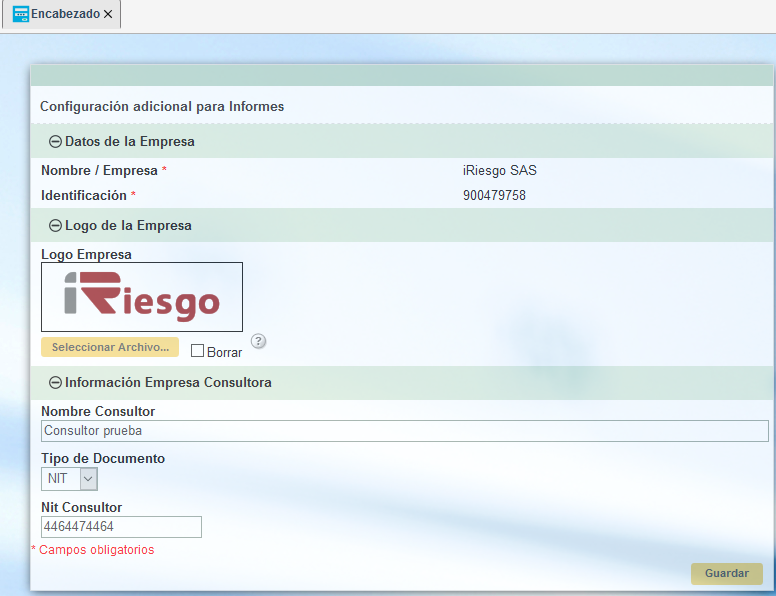 Encabezado
Configuración adicional para Informes
Datos de la Empresa
Nombre / Empresa * iRiesgo SAS
Identificación * 900479758
Logo de la Empresa
Logo Empresa
iRiesgo
Seleccionar Archivo... Borrar ?
Información Empresa Consultora
Nombre Consultor
Consultor prueba
Tipo de Documento
NIT
Nit Consultor
4464474464
* Campos obligatorios
Guardar